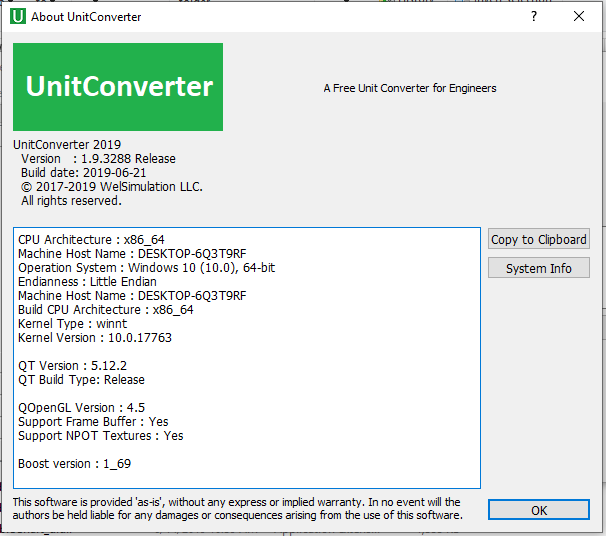 About UnitConverter
UnitConverter
A Free Unit Converter for Engineers
UnitConverter 2019
Version : 1.9.3288 Release
Build date: 2019-06-21
© 2017-2019 WelSimulation LLC.
All rights reserved.
CPU Architecture : x86_64
Machine Host Name : DESKTOP-6Q3T9RF
Operation System : Windows 10 (10.0), 64-bit
Endianness : Little Endian
Machine Host Name : DESKTOP-6Q3T9RF
Build CPU Architecture : x86_64
Kernel Type : winnt
Kernel Version : 10.0.17763
QT Version : 5.12.2
QT Build Type: Release
QOpenGL Version : 4.5
Support Frame Buffer : Yes
Support NPOT Textures : Yes
Boost version : 1_69
Copy to Clipboard
System Info
This software is provided 'as-is', without any express or implied warranty. In no event will the
authors be held liable for any damages or consequences arising from the use of this software.
OK